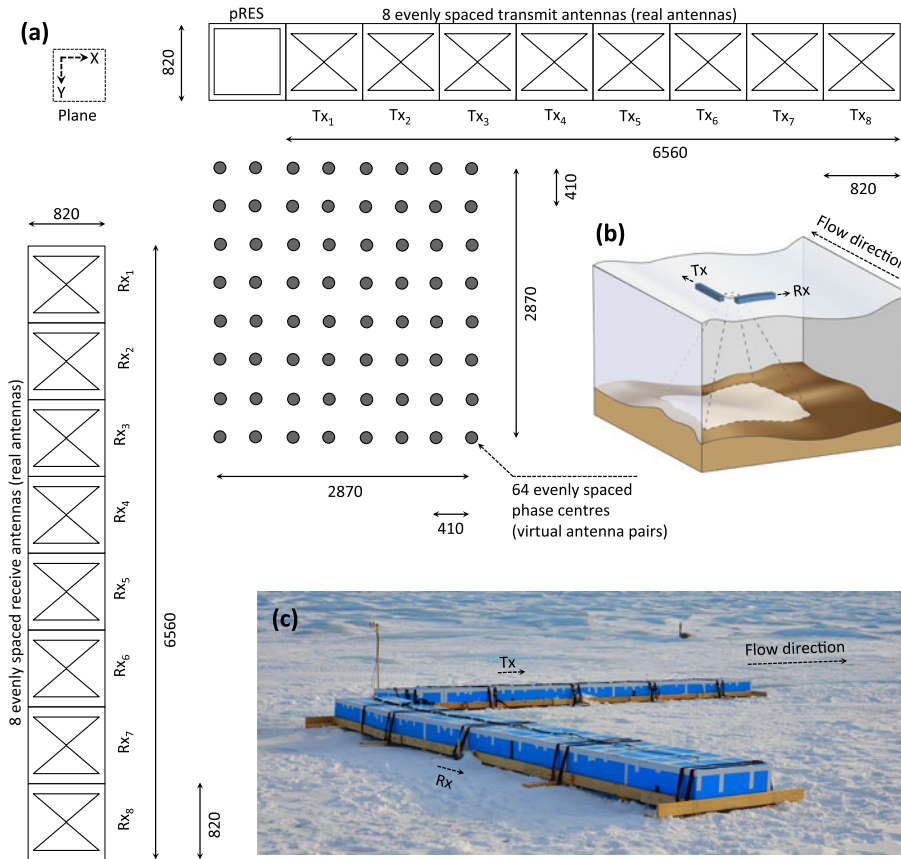 (a)
pRES
8 evenly spaced transmit antennas (real antennas)
X
Y
Plane
820
Tx₁
Tx₂
Tx₃
Tx₄
Tx₅
Tx₆
Tx₇
Tx₈
6560
820
410
820
(b)
Flow direction
Tx
Rx
2870
8 evenly spaced receive antennas (real antennas)
Rx₁
Rx₂
Rx₃
Rx₄
Rx₅
Rx₆
Rx₇
Rx₈
6560
820
2870
410
64 evenly spaced
phase centres
(virtual antenna pairs)
(c)
Tx
Flow direction
Rx